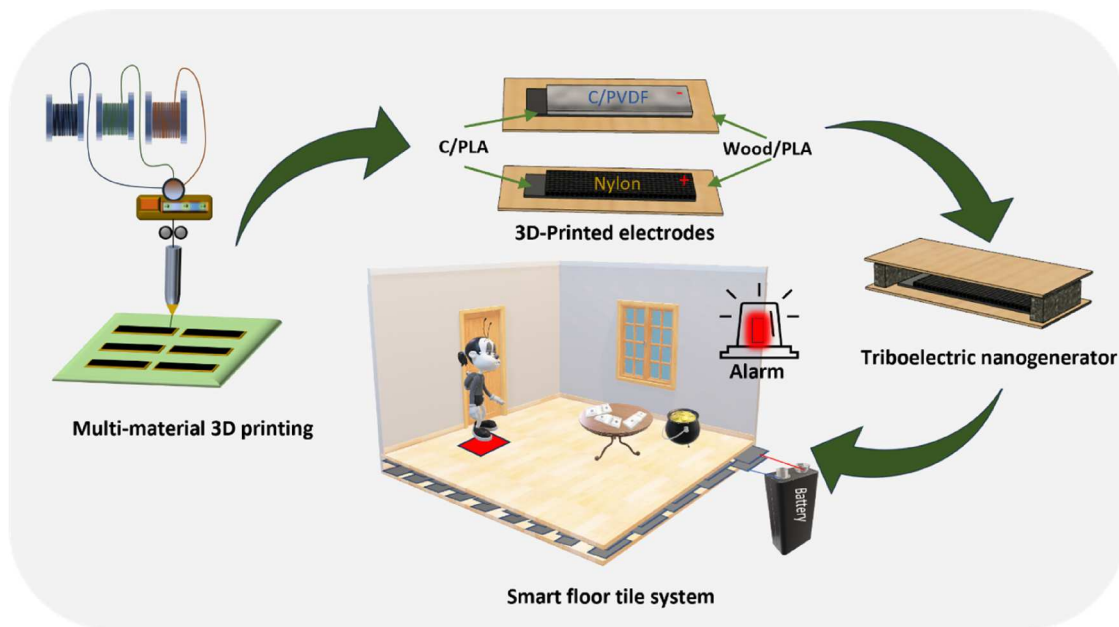 C/PVDF
-
C/PLA
Wood/PLA
Nylon
+
3D-Printed electrodes
Multi-material 3D printing
Alarm
Triboelectric nanogenerator
Battery
Smart floor tile system